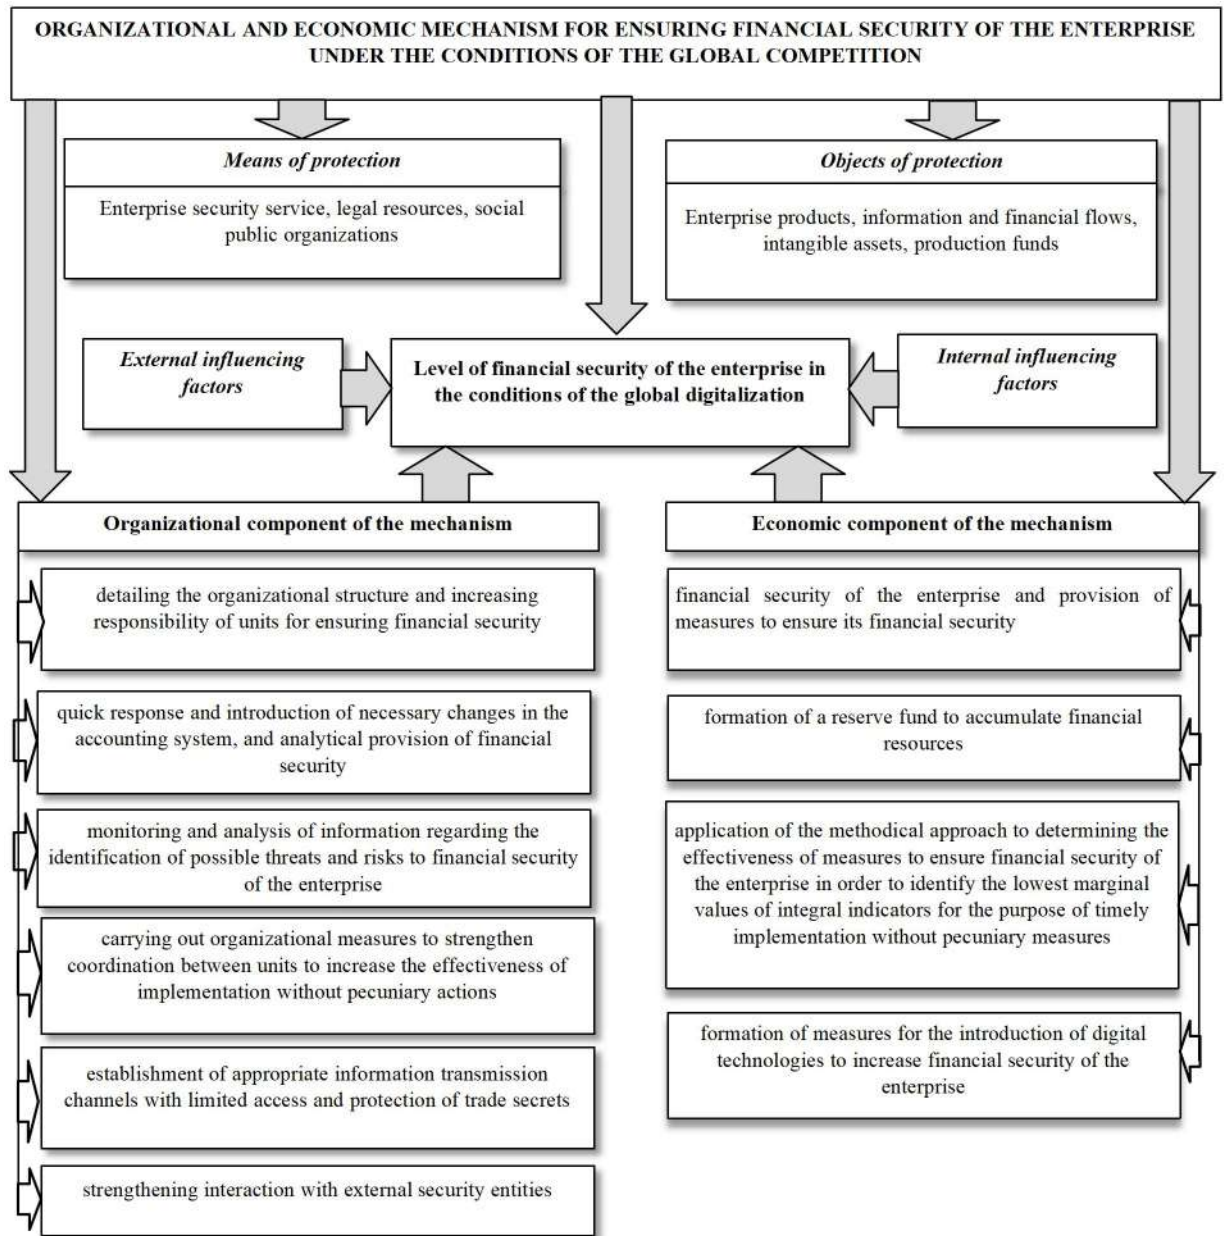 ORGANIZATIONAL AND ECONOMIC MECHANISM FOR ENSURING FINANCIAL SECURITY OF THE ENTERPRISE
UNDER THE CONDITIONS OF THE GLOBAL COMPETITION
Means of protection
Enterprise security service, legal resources, social
public organizations
Objects of protection
Enterprise products, information and financial flows,
intangible assets, production funds
External influencing
factors
Level of financial security of the enterprise in
the conditions of the global digitalization
Internal influencing
factors
Organizational component of the mechanism
detailing the organizational structure and increasing
responsibility of units for ensuring financial security
quick response and introduction of necessary changes in the
accounting system, and analytical provision of financial
security
monitoring and analysis of information regarding the
identification of possible threats and risks to financial security
of the enterprise
carrying out organizational measures to strengthen
coordination between units to increase the effectiveness of
implementation without pecuniary actions
establishment of appropriate information transmission
channels with limited access and protection of trade secrets
strengthening interaction with external security entities
Economic component of the mechanism
financial security of the enterprise and provision of
measures to ensure its financial security
formation of a reserve fund to accumulate financial
resources
application of the methodical approach to determining the
effectiveness of measures to ensure financial security of
the enterprise in order to identify the lowest marginal
values of integral indicators for the purpose of timely
implementation without pecuniary measures
formation of measures for the introduction of digital
technologies to increase financial security of the
enterprise